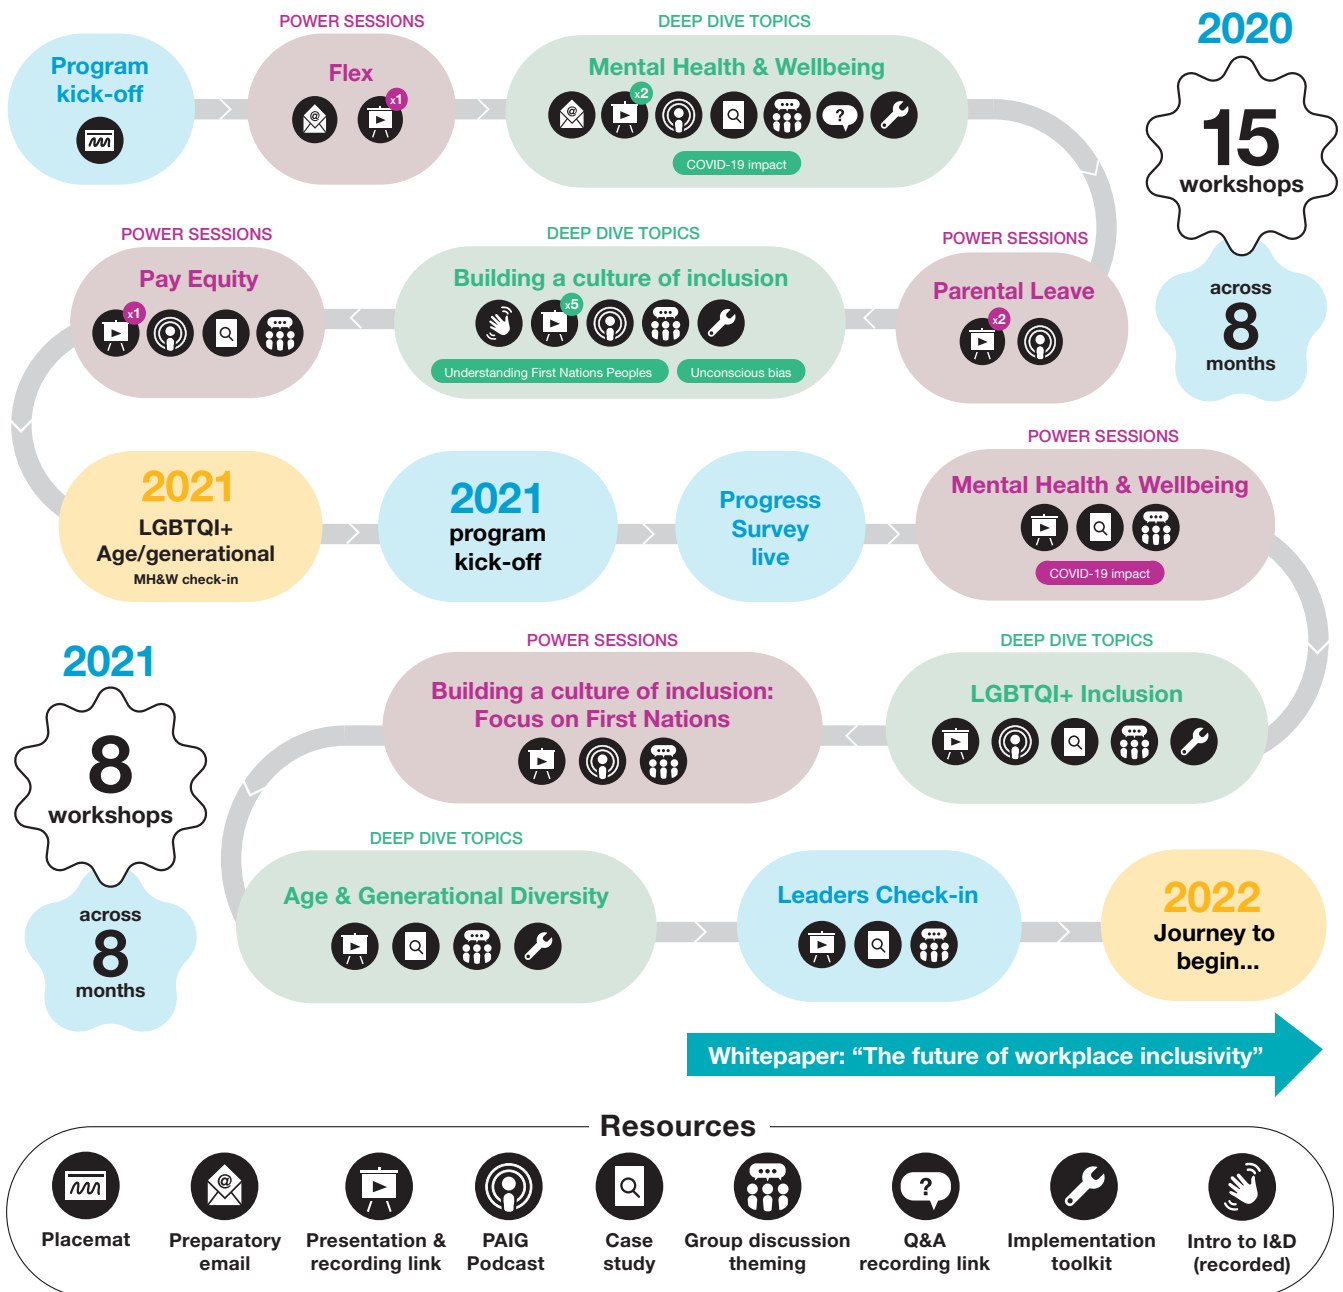 POWER SESSIONS
DEEP DIVE TOPICS
2020
Program
kick-off
Flex
x1
Mental Health & Wellbeing
x2
COVID-19 impact
15
workshops
across
8
months
POWER SESSIONS
Parental Leave
x2
DEEP DIVE TOPICS
Building a culture of inclusion
x5
Understanding First Nations Peoples
Unconscious bias
POWER SESSIONS
Pay Equity
x1
2021
LGBTQI+
Age/generational
MH&W check-in
2021
program
kick-off
Progress
Survey
live
POWER SESSIONS
Mental Health & Wellbeing
COVID-19 impact
DEEP DIVE TOPICS
LGBTQI+ Inclusion
POWER SESSIONS
Building a culture of inclusion:
Focus on First Nations
2021
8
workshops
across
8
months
DEEP DIVE TOPICS
Age & Generational Diversity
Leaders Check-in
2022
Journey to
begin...
Whitepaper: “The future of workplace inclusivity”
Resources
Placemat
Preparatory
email
Presentation &
recording link
PAIG
Podcast
Case
study
Group discussion
theming
Q&A
recording link
Implementation
toolkit
Intro to I&D
(recorded)